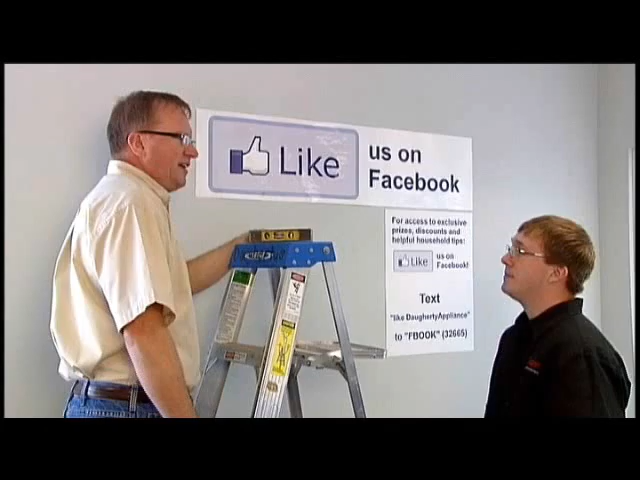 Like
us on
Facebook
For access to exclusive
prizes, discounts and
helpful household tips:
Like
us on
Facebook!
Text
"like DaughertyAppliance"
to "FBOOK" (32665)